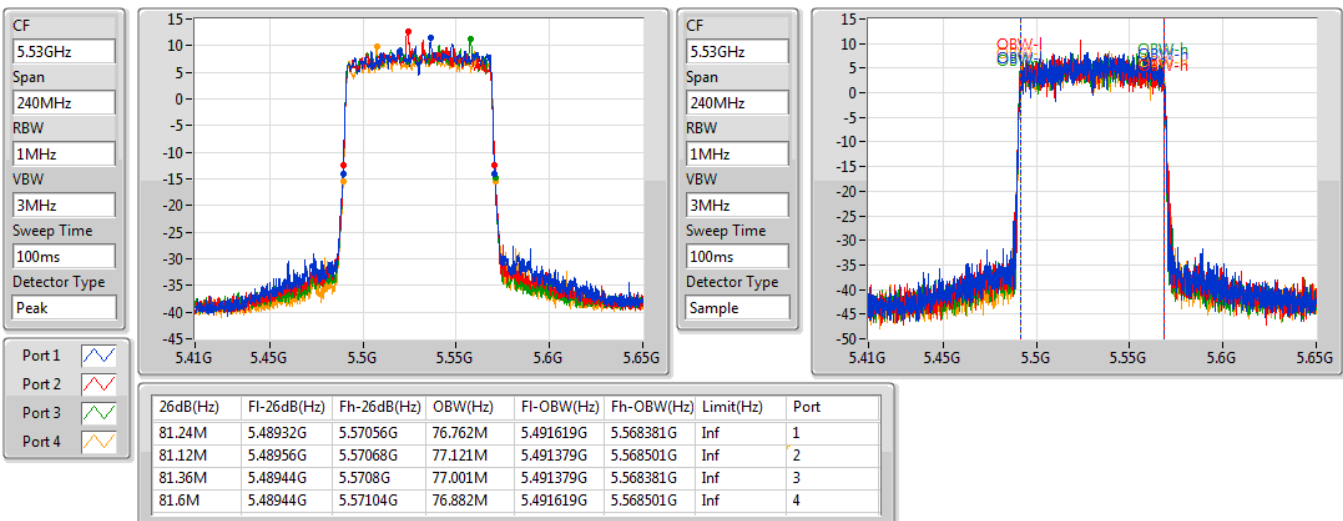 CF
5.53GHz
Span
240MHz
RBW
1MHz
VBW
3MHz
Sweep Time
100ms
Detector Type
Peak
15
10
5
0
-5
-10
-15
-20
-25
-30
-35
-40
-45
5.41G 5.45G 5.5G 5.55G 5.6G 5.65G
CF
5.53GHz
Span
240MHz
RBW
1MHz
VBW
3MHz
Sweep Time
100ms
Detector Type
Sample
15
10
5
0
-5
-10
-15
-20
-25
-30
-35
-40
-45
-50
OBW-l OBW-h
5.41G 5.45G 5.5G 5.55G 5.6G 5.65G
Port 1
Port 2
Port 3
Port 4
26dB(Hz) Fl-26dB(Hz) Fh-26dB(Hz) OBW(Hz) Fl-OBW(Hz) Fh-OBW(Hz) Limit(Hz) Port
81.24M 5.48932G 5.57056G 76.762M 5.491619G 5.568381G Inf 1
81.12M 5.48956G 5.57068G 77.121M 5.491379G 5.568501G Inf 2
81.36M 5.48944G 5.5708G 77.001M 5.491379G 5.568381G Inf 3
81.6M 5.48944G 5.57104G 76.882M 5.491619G 5.568501G Inf 4